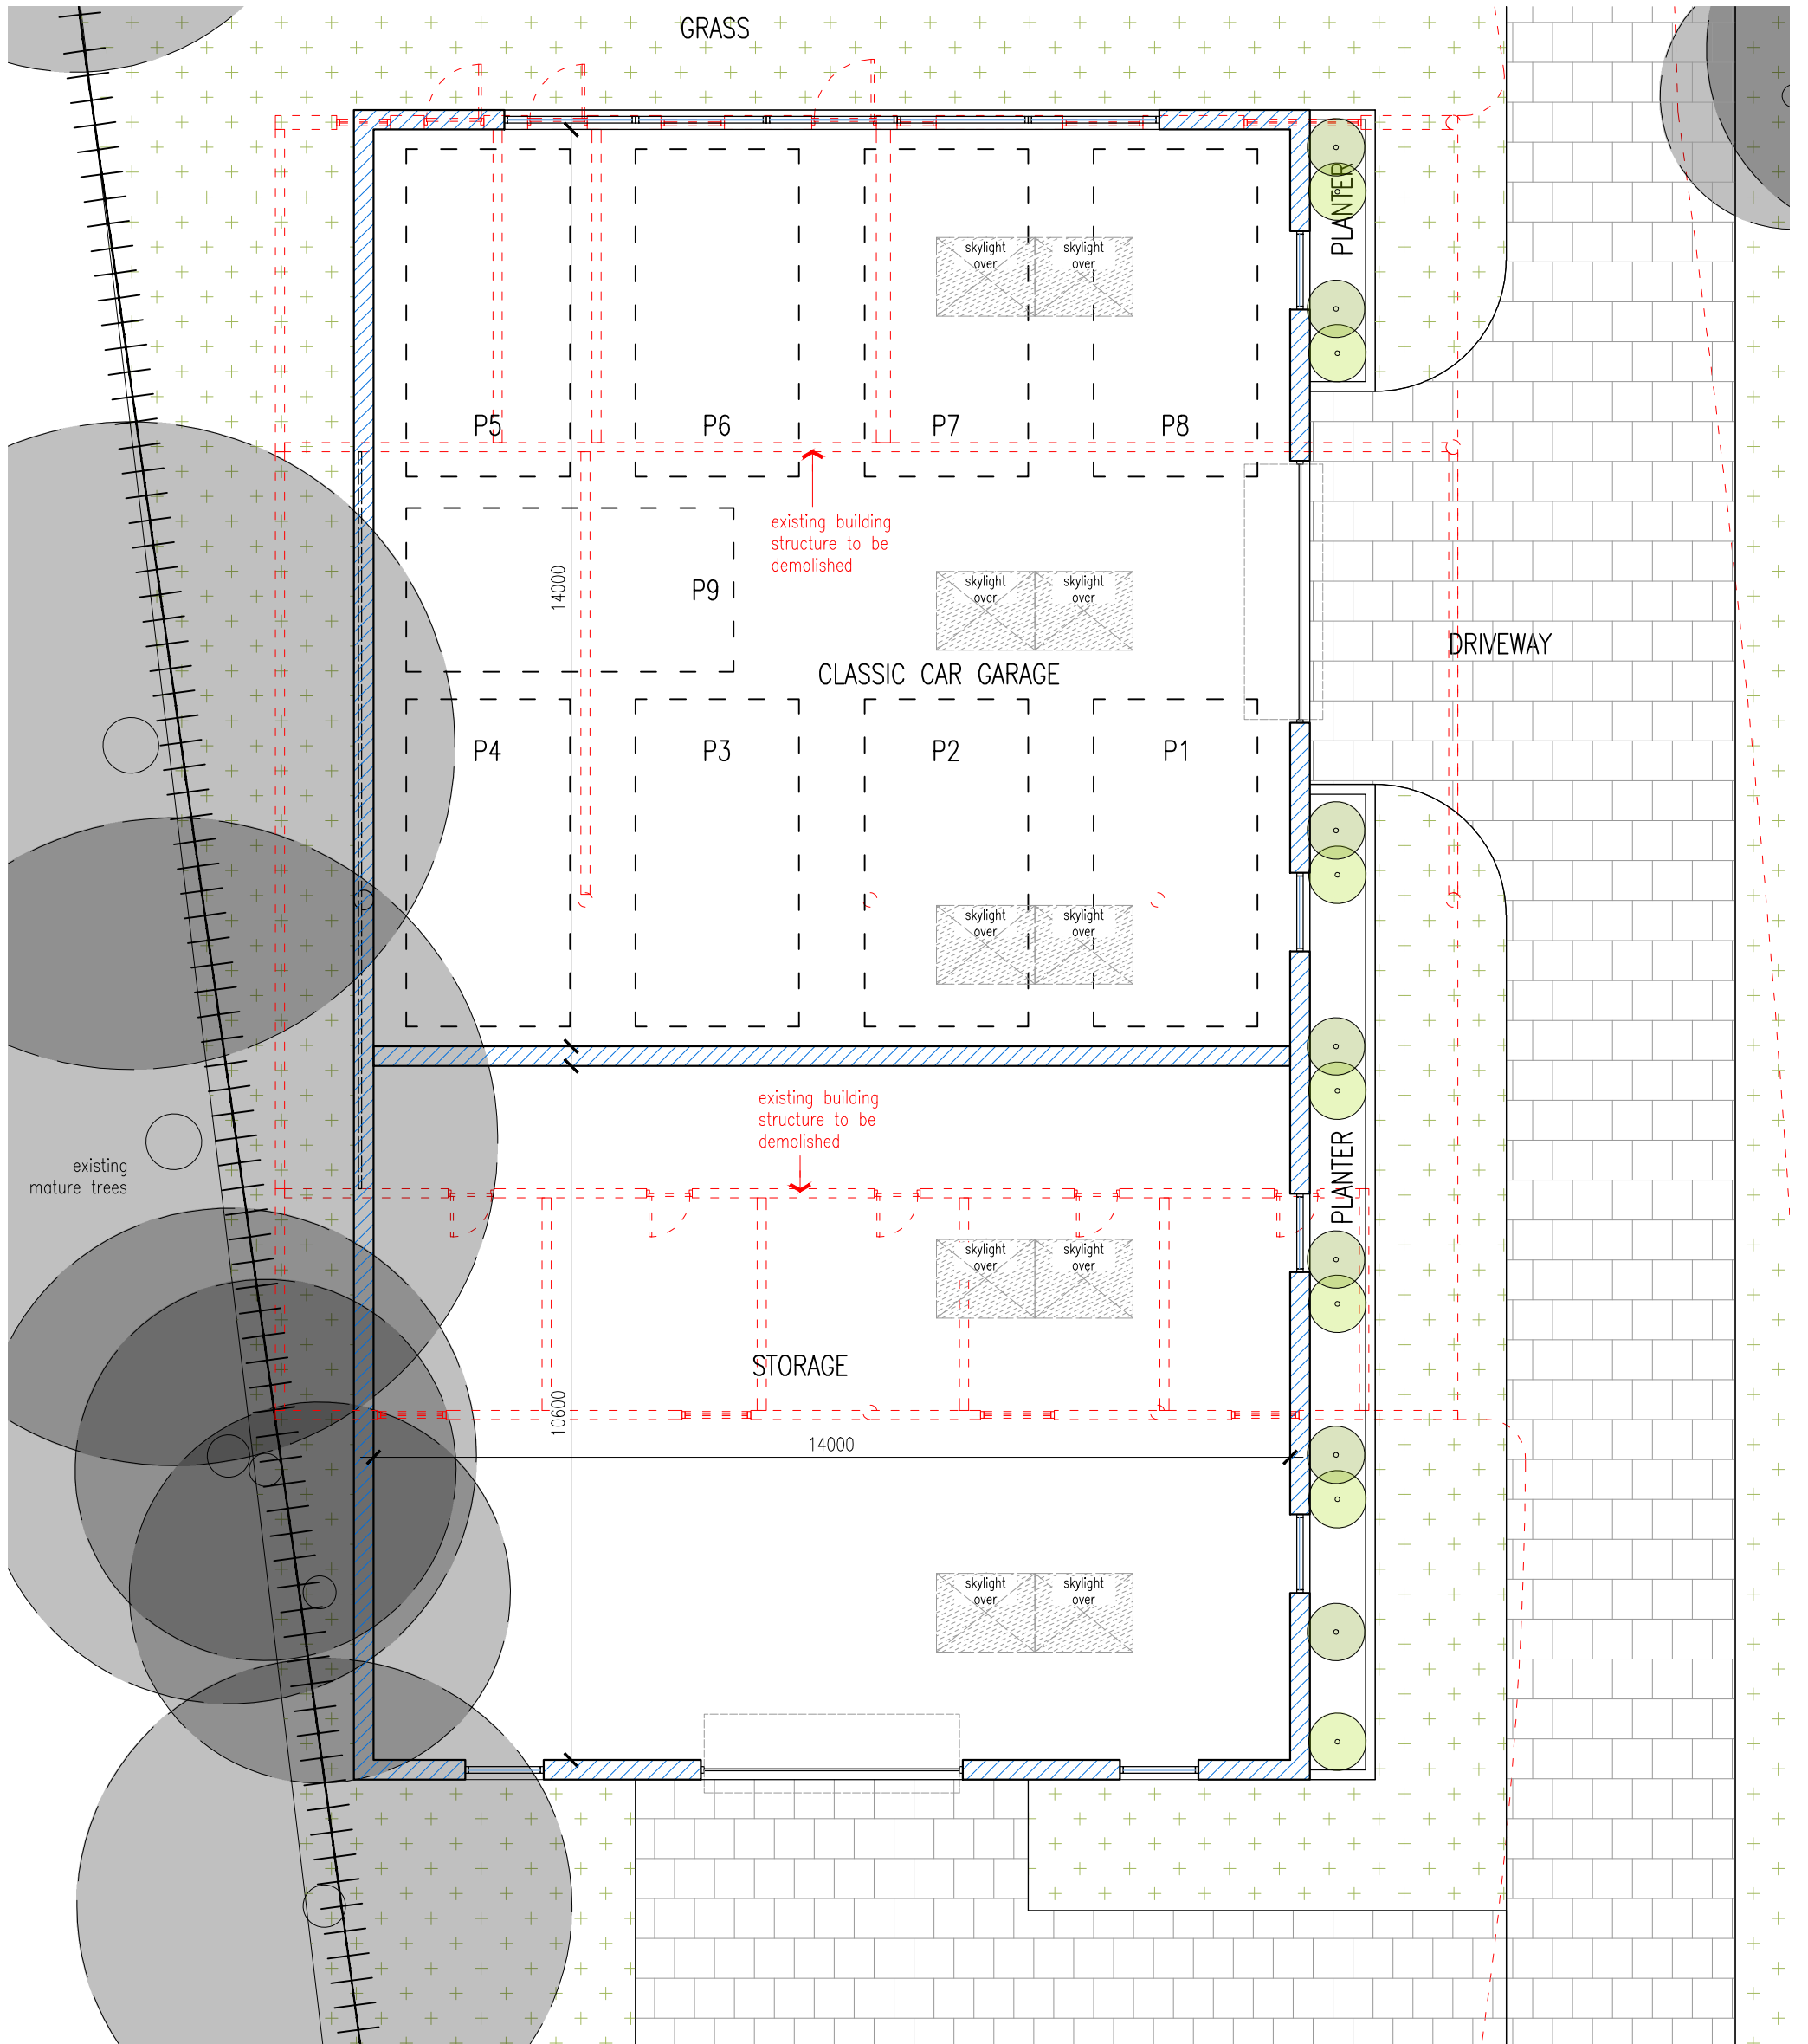 GRASS
PLANTER
skylight
over
skylight
over
P5
P6
P7
P8
existing building
structure to be
demolished
14000
P9
skylight
over
skylight
over
DRIVEWAY
CLASSIC CAR GARAGE
P4
P3
P2
P1
skylight
over
skylight
over
existing building
structure to be
demolished
existing
mature trees
PLANTER
skylight
over
skylight
over
STORAGE
10600
14000
skylight
over
skylight
over